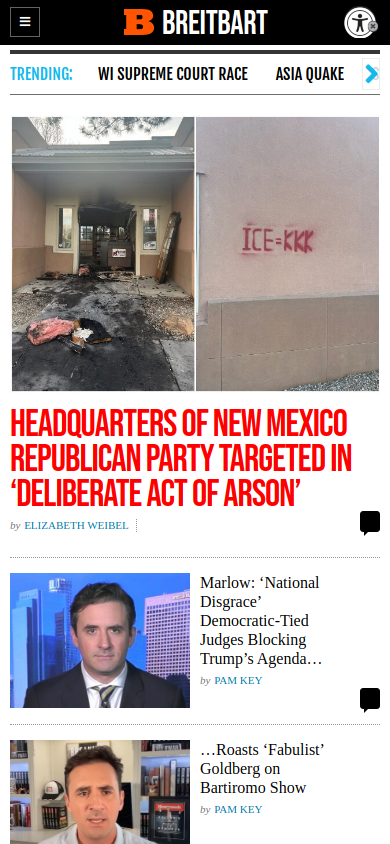 B BREITBART
TRENDING:
WI SUPREME COURT RACE
ASIA QUAKE
ICE=KKK
HEADQUARTERS OF NEW MEXICO
REPUBLICAN PARTY TARGETED IN
‘DELIBERATE ACT OF ARSON’
by ELIZABETH WEIBEL
Marlow: ‘National
Disgrace’
Democratic-Tied
Judges Blocking
Trump’s Agenda…
by PAM KEY
…Roasts ‘Fabulist’
Goldberg on
Bartiromo Show
by PAM KEY